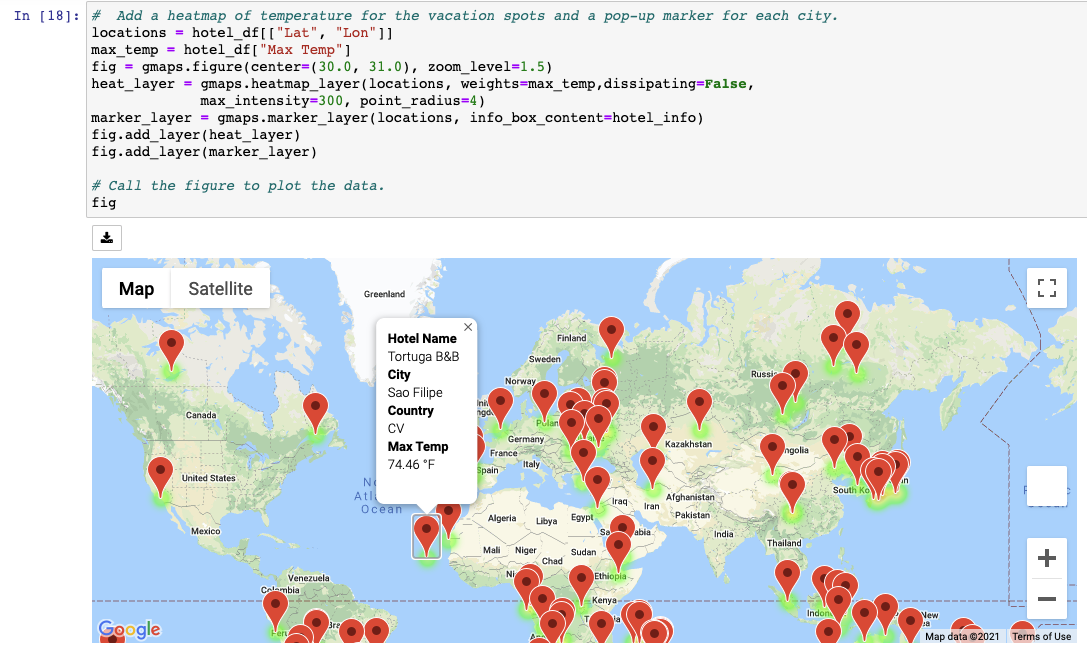 In [18]:
#  Add a heatmap of temperature for the vacation spots and a pop-up marker for each city.
locations = hotel_df[["Lat", "Lon"]]
max_temp = hotel_df["Max Temp"]
fig = gmaps.figure(center=(30.0, 31.0), zoom_level=1.5)
heat_layer = gmaps.heatmap_layer(locations, weights=max_temp,dissipating=False,
             max_intensity=300, point_radius=4)
marker_layer = gmaps.marker_layer(locations, info_box_content=hotel_info)
fig.add_layer(heat_layer)
fig.add_layer(marker_layer)
# Call the figure to plot the data.
fig
Map
Satellite
Greenland
Hotel Name
Tortuga B&B
City
Sao Filipe
Country
CV
Max Temp
74.46 °F
Finland
Sweden
Norway
Russia
Canada
Germany
Kazakhstan
France
Italy
Spain
United States
South Ko
Iraq
Iran
Afghanistan
Pakistan
Ocean
Algeria
Libya
Egypt
India
Mexico
Mali
Niger
Chad
Sudan
Thailand
Venezuela
Colombia
Ethiopia
Kenya
New
Google
Map data ©2021
Terms of Use